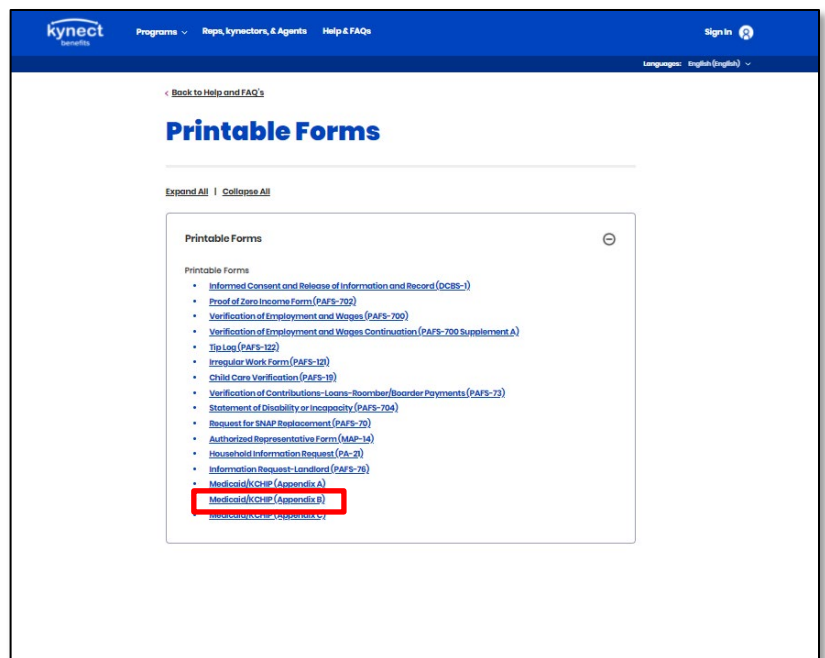 kynect
benefits
Programs
Reps, kynectors, & Agents
Help & FAQs
Sign In
Languages: English (English)
Back to Help and FAQ's
Printable Forms
Expand All | Collapse All
Printable Forms
Printable Forms
Informed Consent and Release of Information and Record (DCBS-1)
Proof of Zero Income Form (PAFS-702)
Verification of Employment and Wages (PAFS-700)
Verification of Employment and Wages Continuation (PAFS-700 Supplement A)
Tip Log (PAFS-122)
Irregular Work Form (PAFS-121)
Child Care Verification (PAFS-19)
Verification of Contributions-Loans-Roomber/Boarder Payments (PAFS-73)
Statement of Disability or Incapacity (PAFS-704)
Request for SNAP Replacement (PAFS-70)
Authorized Representative Form (MAP-14)
Household Information Request (PA-21)
Information Request-Landlord (PAFS-76)
Medicaid/KCHIP (Appendix A)
Medicaid/KCHIP (Appendix B)
Medicaid/KCHIP (Appendix C)